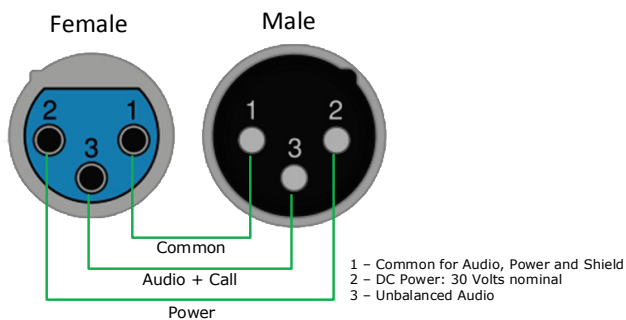 Female
Male
2 1
3
1 2
3
Common
Audio + Call
Power
1 – Common for Audio, Power and Shield
2 – DC Power: 30 Volts nominal
3 – Unbalanced Audio